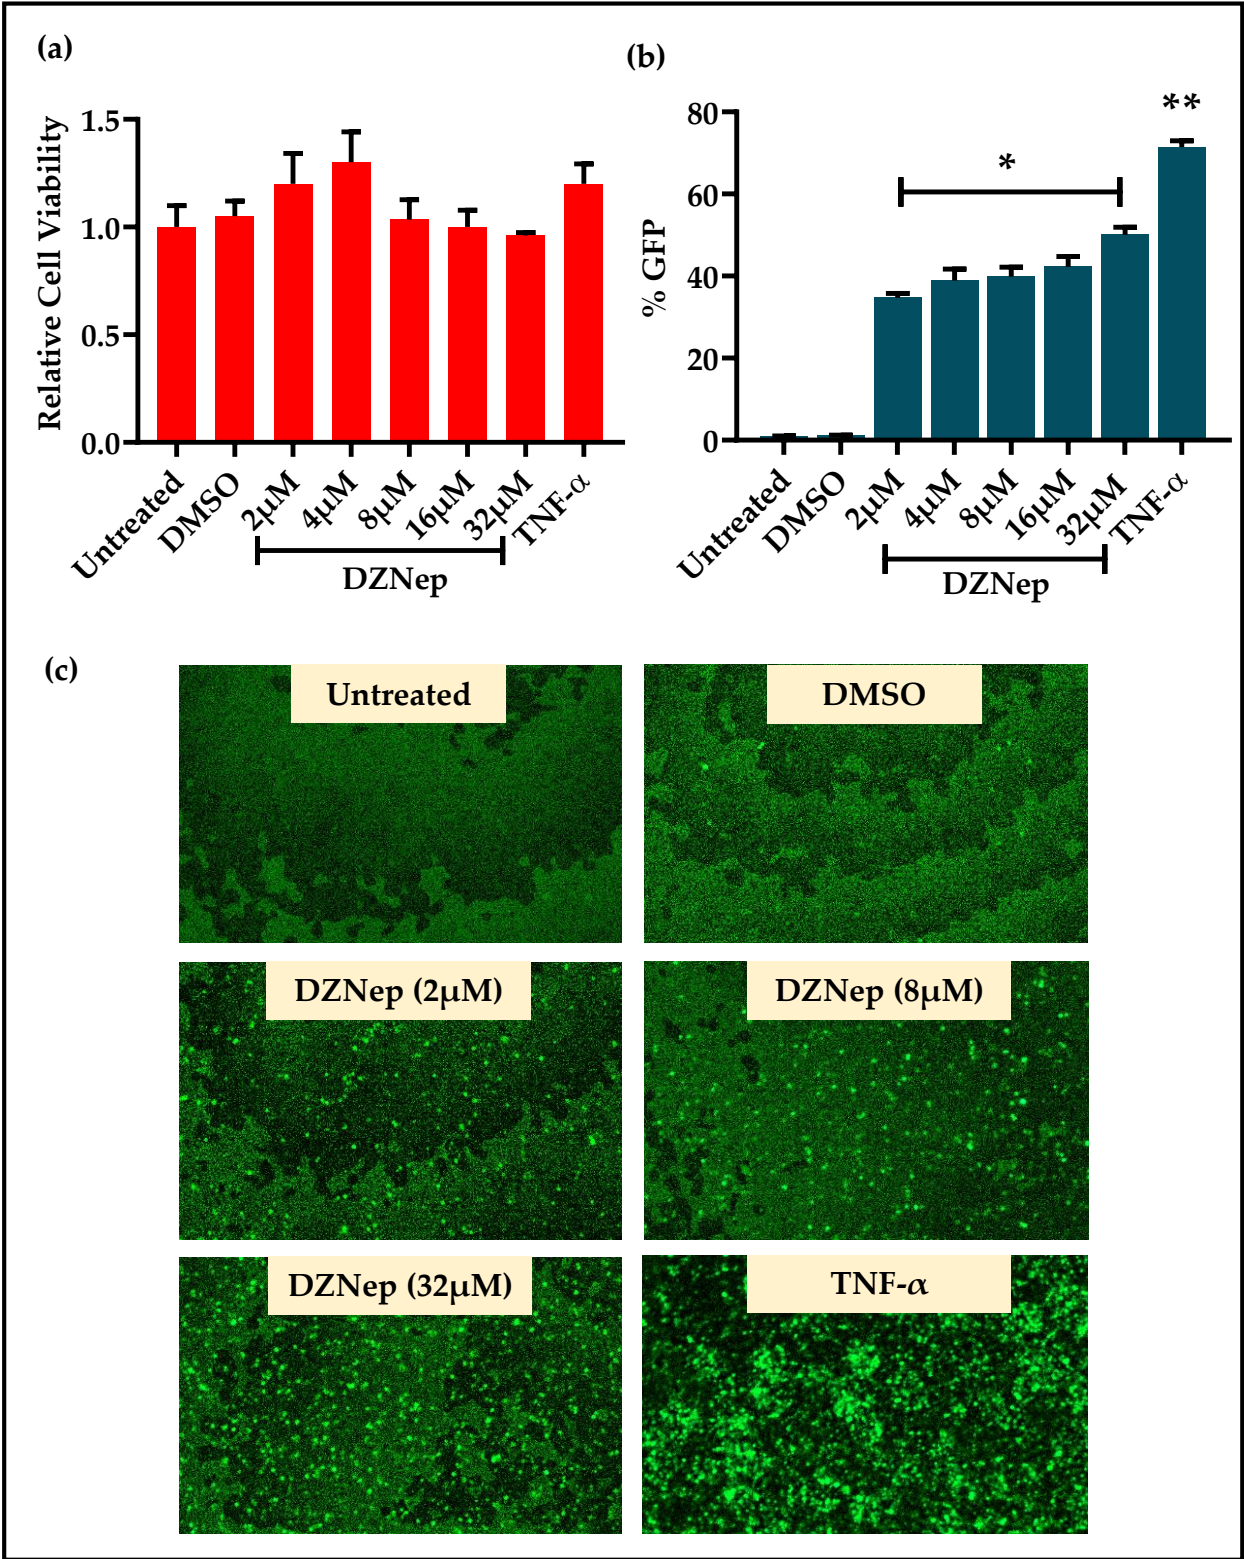 (a)
Relative Cell Viability
1.5
1.0
0.5
0.0
Untreated
DMSO
2µM
4µM
8µM
16µM
32µM
TNF-α
DZNep
(b)
% GFP
80
60
40
20
0
*
**
Untreated
DMSO
2µM
4µM
8µM
16µM
32µM
TNF-α
DZNep
(c)
Untreated
DMSO
DZNep (2µM)
DZNep (8µM)
DZNep (32µM)
TNF-α